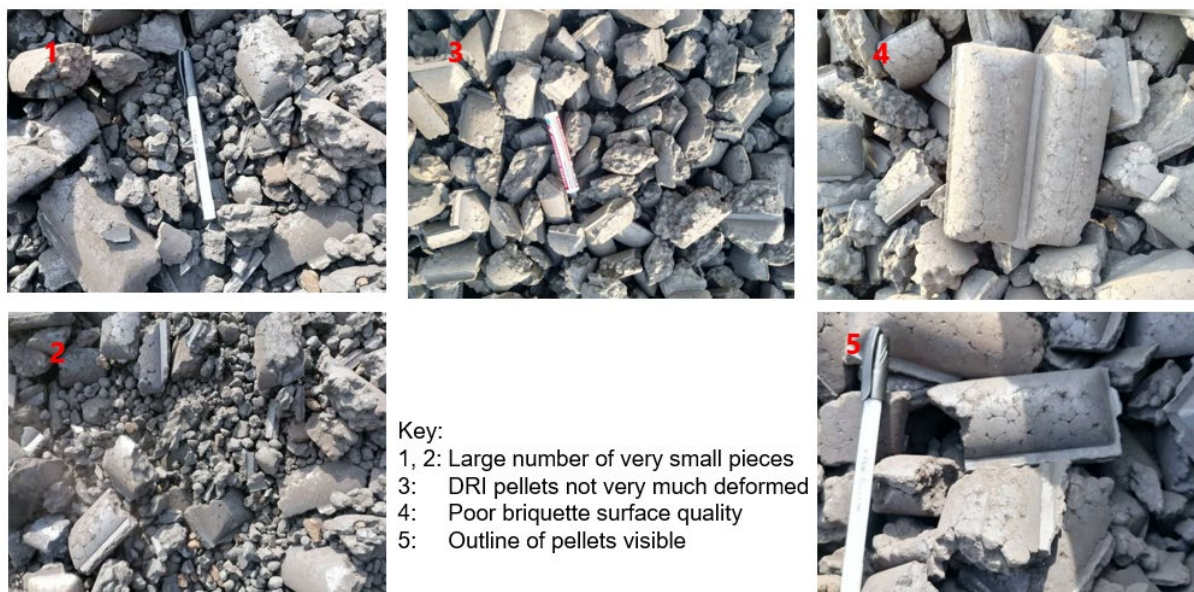 1
3
4
2
5
Key:
1, 2: Large number of very small pieces
3: DRI pellets not very much deformed
4: Poor briquette surface quality
5: Outline of pellets visible